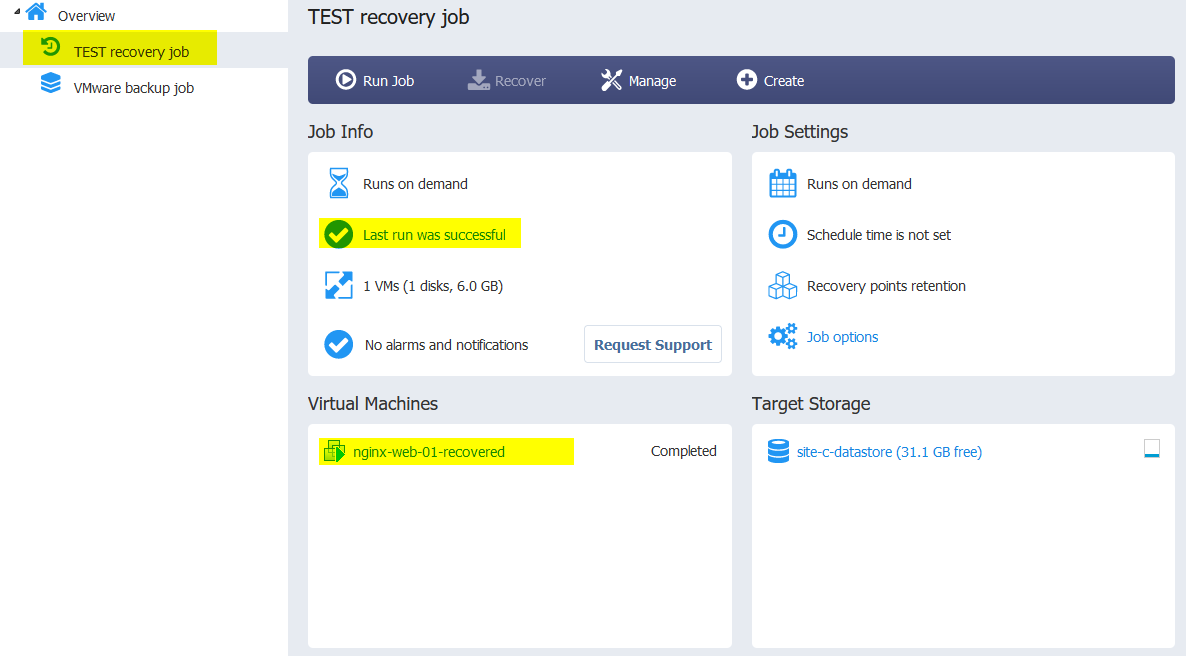 Overview
TEST recovery job
VMware backup job
TEST recovery job
Run Job
Recover
Manage
Create
Job Info
Runs on demand
Last run was successful
1 VMs (1 disks, 6.0 GB)
No alarms and notifications
Request Support
Job Settings
Runs on demand
Schedule time is not set
Recovery points retention
Job options
Virtual Machines
nginx-web-01-recovered
Completed
Target Storage
site-c-datastore (31.1 GB free)